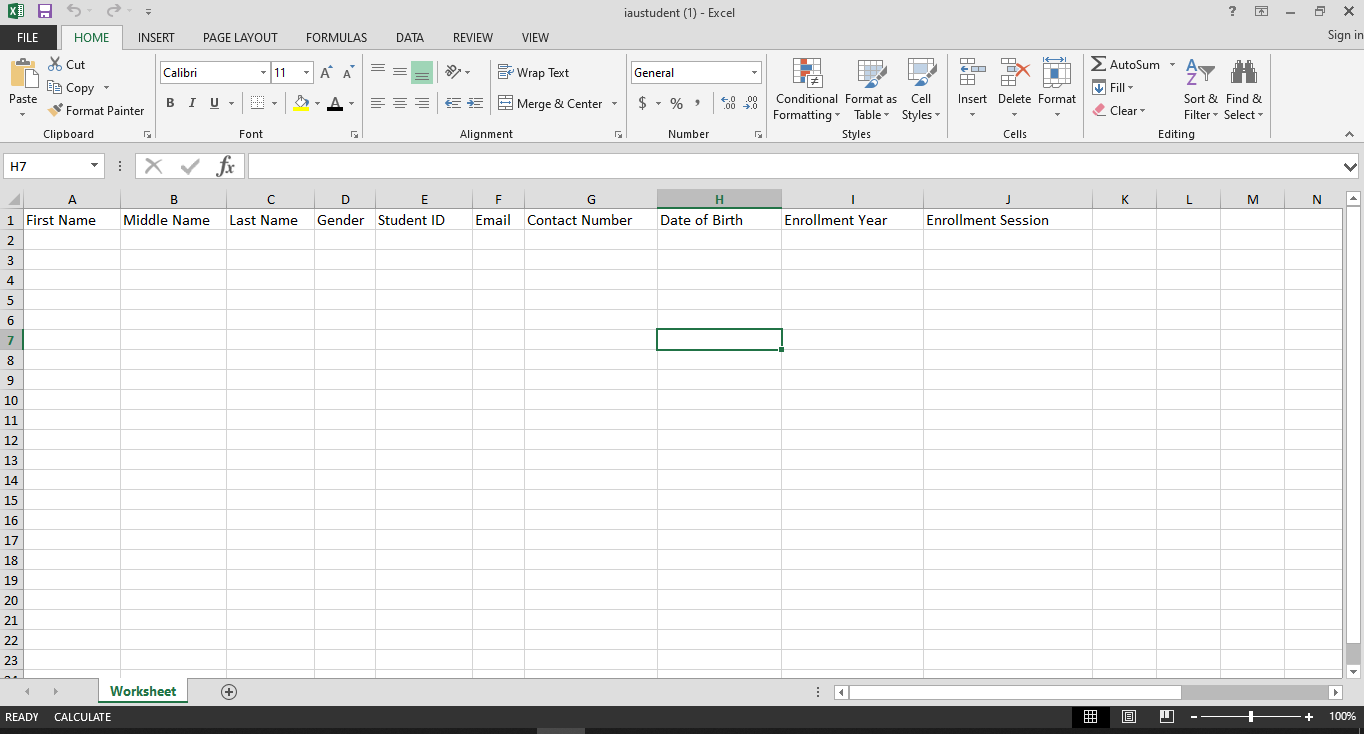 iaustudent (1) - Excel
?
Sign in
FILE HOME INSERT PAGE LAYOUT FORMULAS DATA REVIEW VIEW
Paste
Cut
Copy
Format Painter
Clipboard
Calibri 11
B I U
Font
Wrap Text
Merge & Center
Alignment
General
$ % ,
Number
Conditional Formatting
Format as Table
Cell Styles
Styles
Insert Delete Format
Cells
AutoSum
Fill
Clear
Sort & Filter
Find & Select
Editing
H7
fx
A B C D E F G H I J K L M N
1 First Name Middle Name Last Name Gender Student ID Email Contact Number Date of Birth Enrollment Year Enrollment Session
2
3
4
5
6
7
8
9
10
11
12
13
14
15
16
17
18
19
20
21
22
23
Worksheet
READY CALCULATE
100%